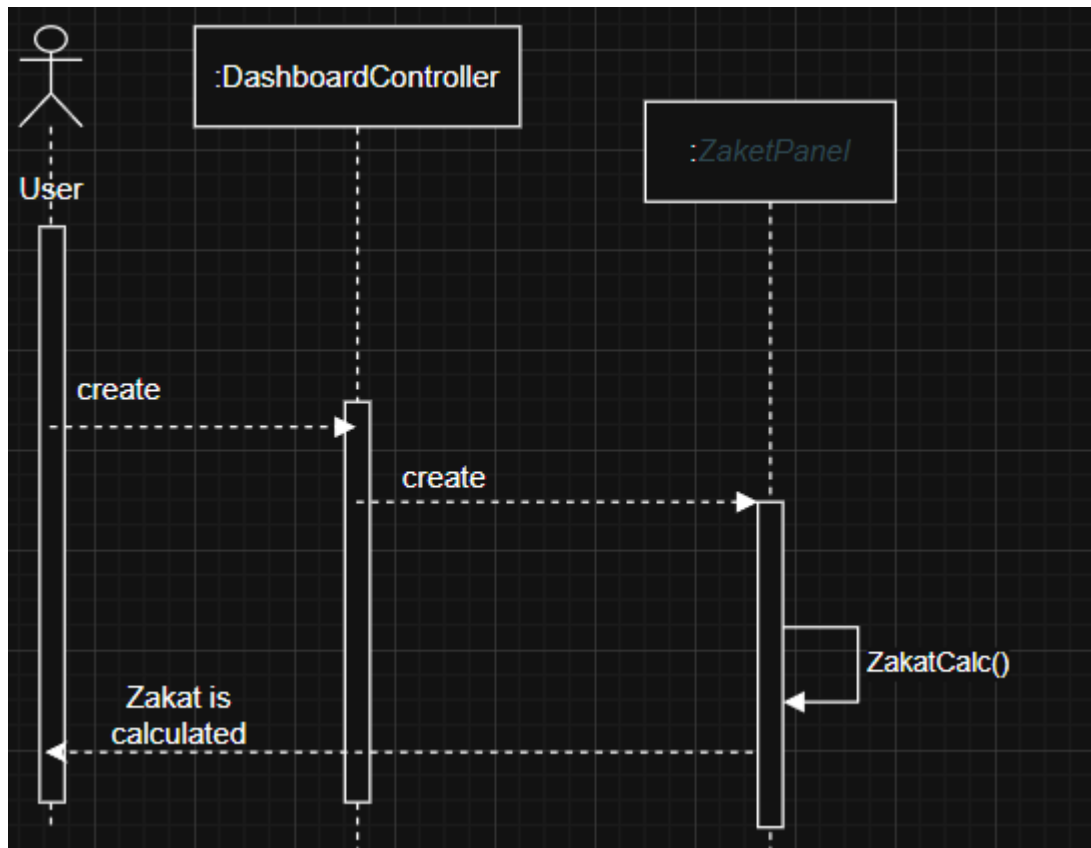 :DashboardController
:ZaketPanel
User
create
create
ZakatCalc()
Zakat is
calculated